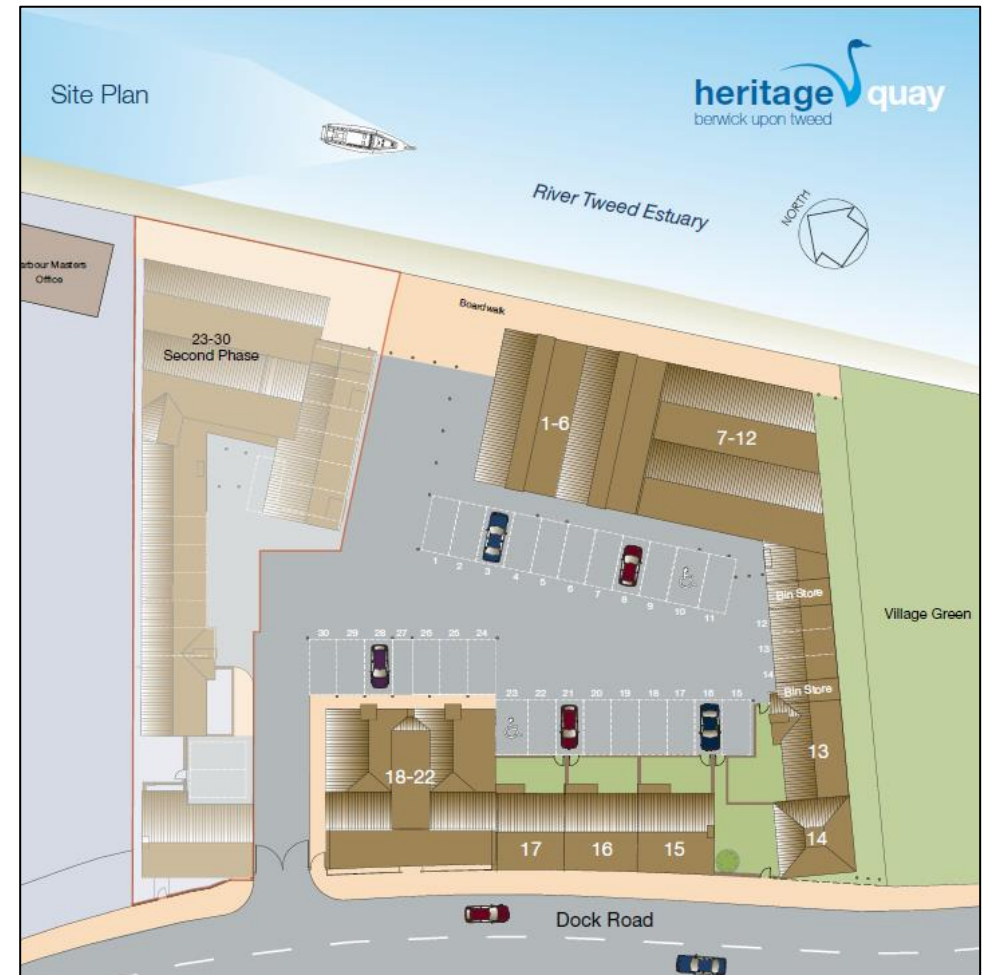 Site Plan
heritage quay
berwick upon tweed
River Tweed Estuary
NORTH
arbour Masters
Office
Boardwalk
23-30
Second Phase
1-6
7-12
1 2 3 4 5 6 7 8 9 10 11
Bin Store
12
13
14
Bin Store
Village Green
30 29 28 27 26 25 24
23 22 21 20 19 18 17 16 15
13
18-22
17 16 15
14
Dock Road